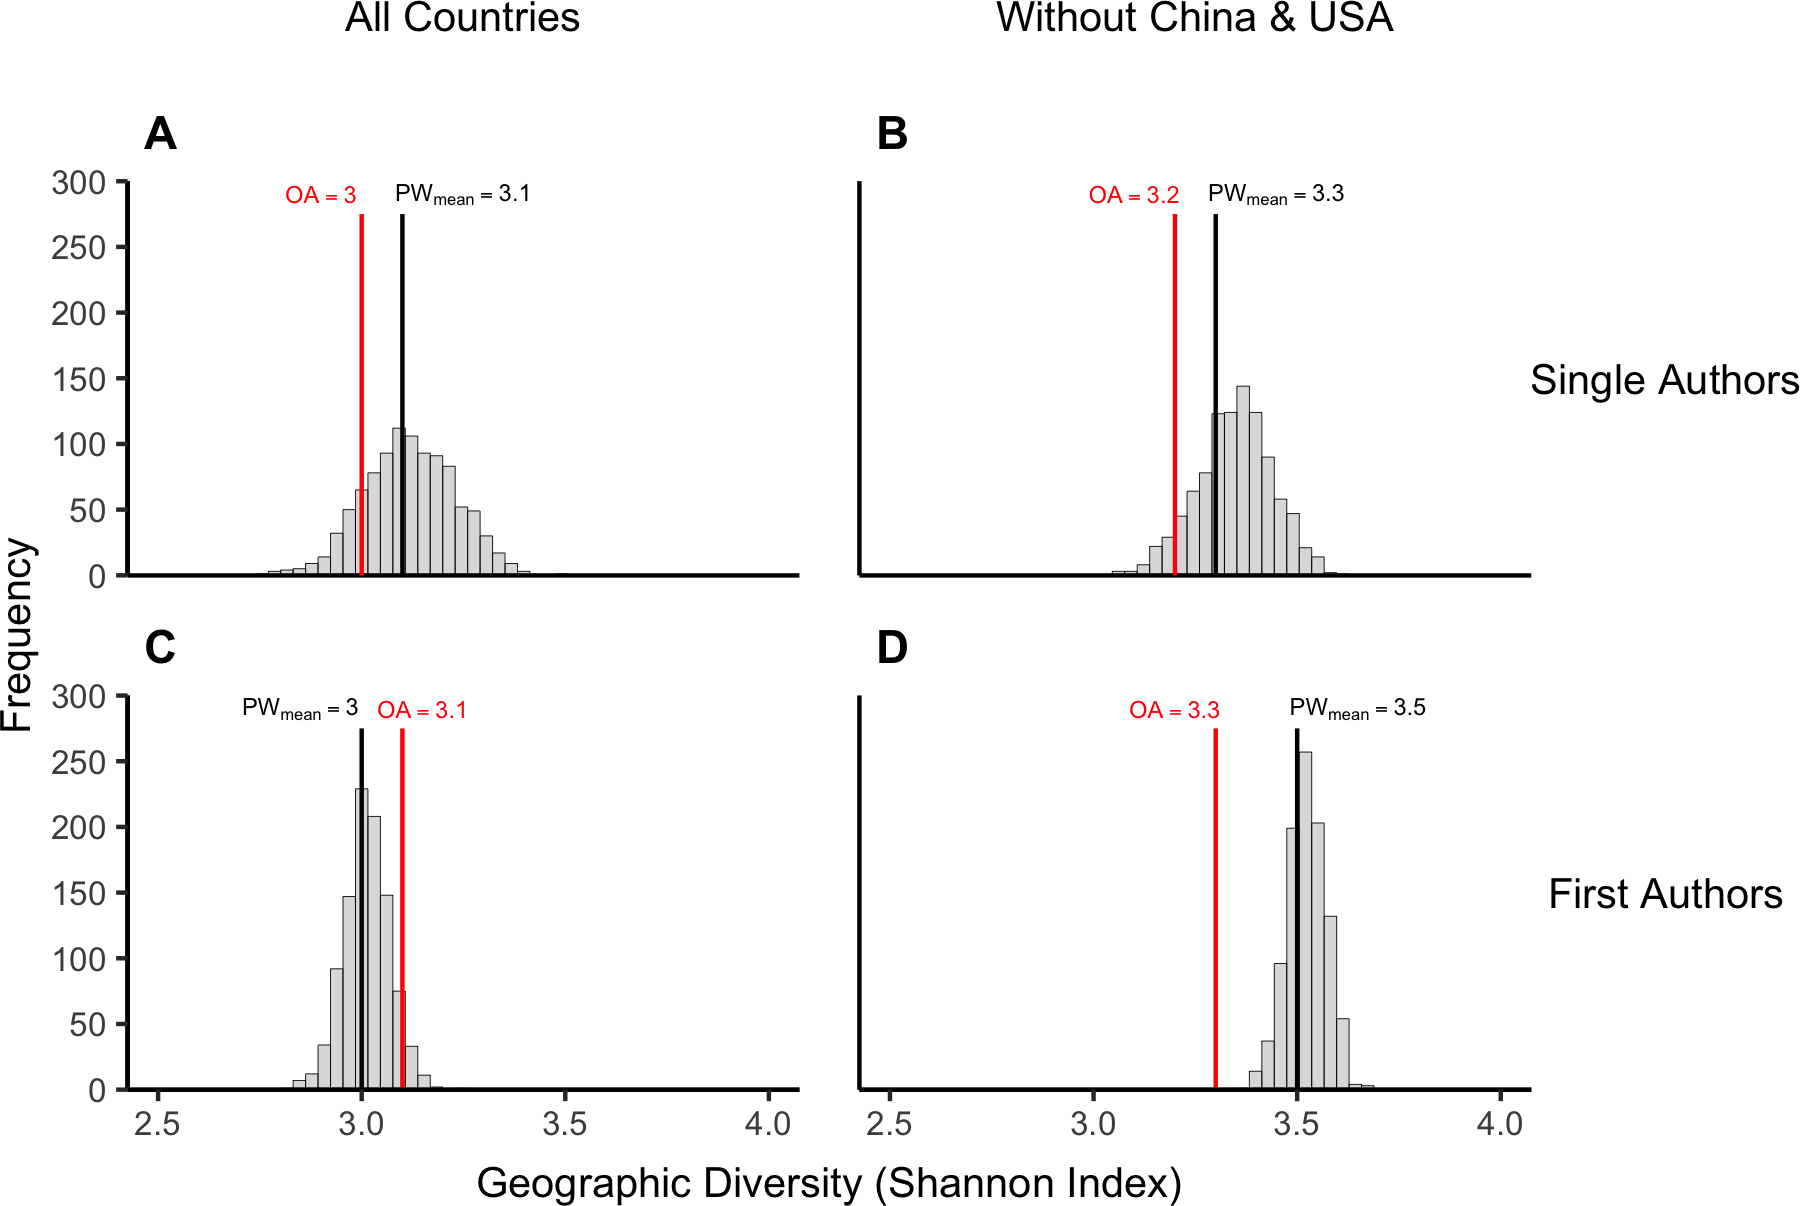 All Countries
Without China & USA
A
B
300
250
200
150
100
50
0
OA = 3
PWmean = 3.1
OA = 3.2
PWmean = 3.3
Single Authors
Frequency
C
D
300
250
200
150
100
50
0
PWmean = 3
OA = 3.1
OA = 3.3
PWmean = 3.5
First Authors
2.5 3.0 3.5 4.0
2.5 3.0 3.5 4.0
Geographic Diversity (Shannon Index)